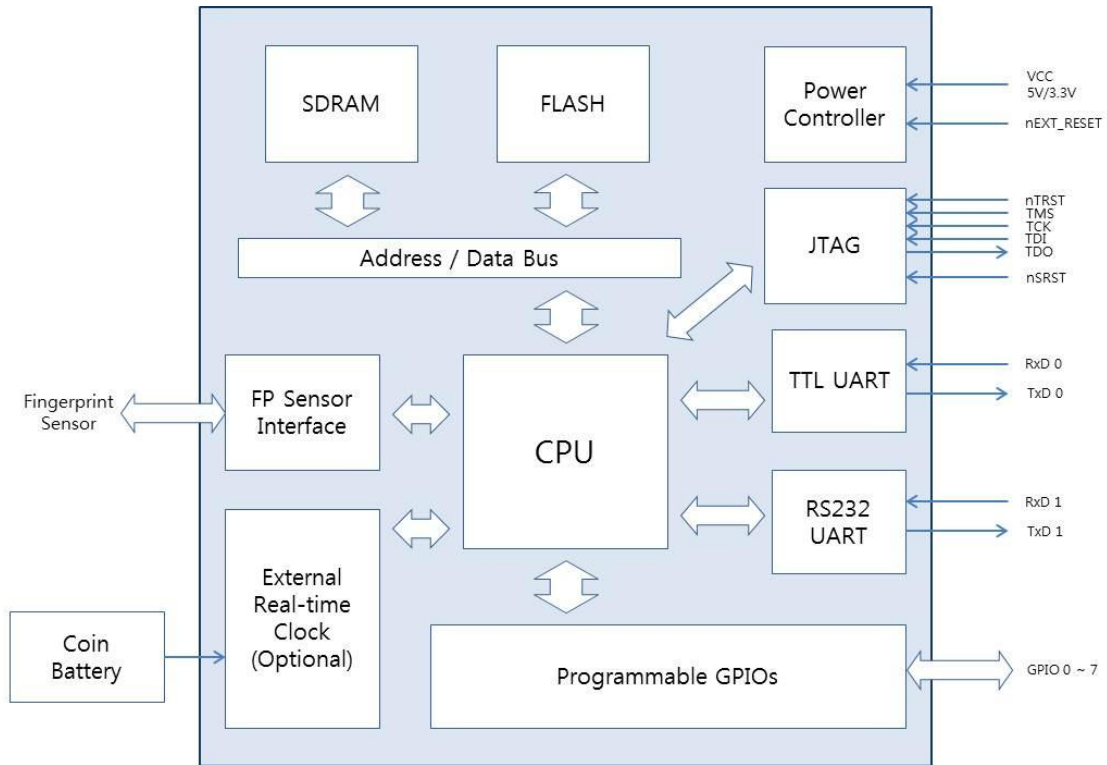 SDRAM
FLASH
Power
Controller
VCC
5V/3.3V
nEXT_RESET
Address / Data Bus
JTAG
nTRST
TMS
TCK
TDI
TDO
nSRST
Fingerprint
Sensor
FP Sensor
Interface
CPU
TTL UART
RxD 0
TxD 0
RS232
UART
RxD 1
TxD 1
External
Real-time
Clock
(Optional)
Coin
Battery
Programmable GPIOs
GPIO 0 ~ 7